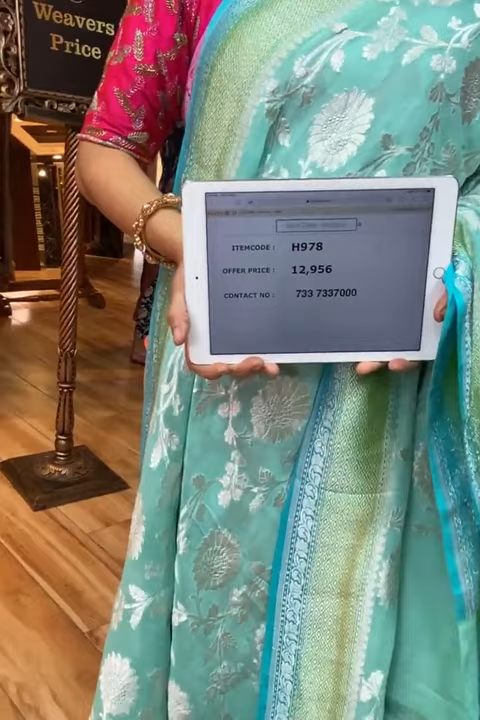 Weavers
Price
ITEMCODE : H978
OFFER PRICE : 12,956
CONTACT NO : 733 7337000